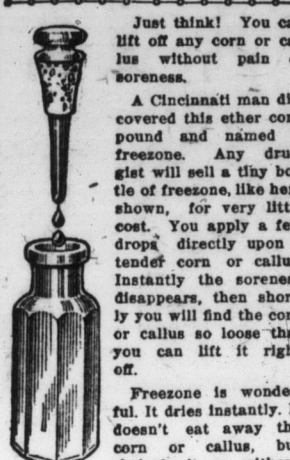 Just think! You ca
lift off any corn or ca
lus without pain
soreness.
A Cincinnati man di
covered this ether com
pound and named
freezone. Any dru
gist will sell a tiny bo
tle of freezone, like her
shown, for very litt
cost. You apply a fe
drops directly upon
tender corn or callu
Instantly the sorenes
disappears, then shor
ly you will find the corn
or callus so loose tha
you can lift it righ
off.
Freezone is wonde
ful. It dries instantly.
doesn't eat away th
corn or callus, bu